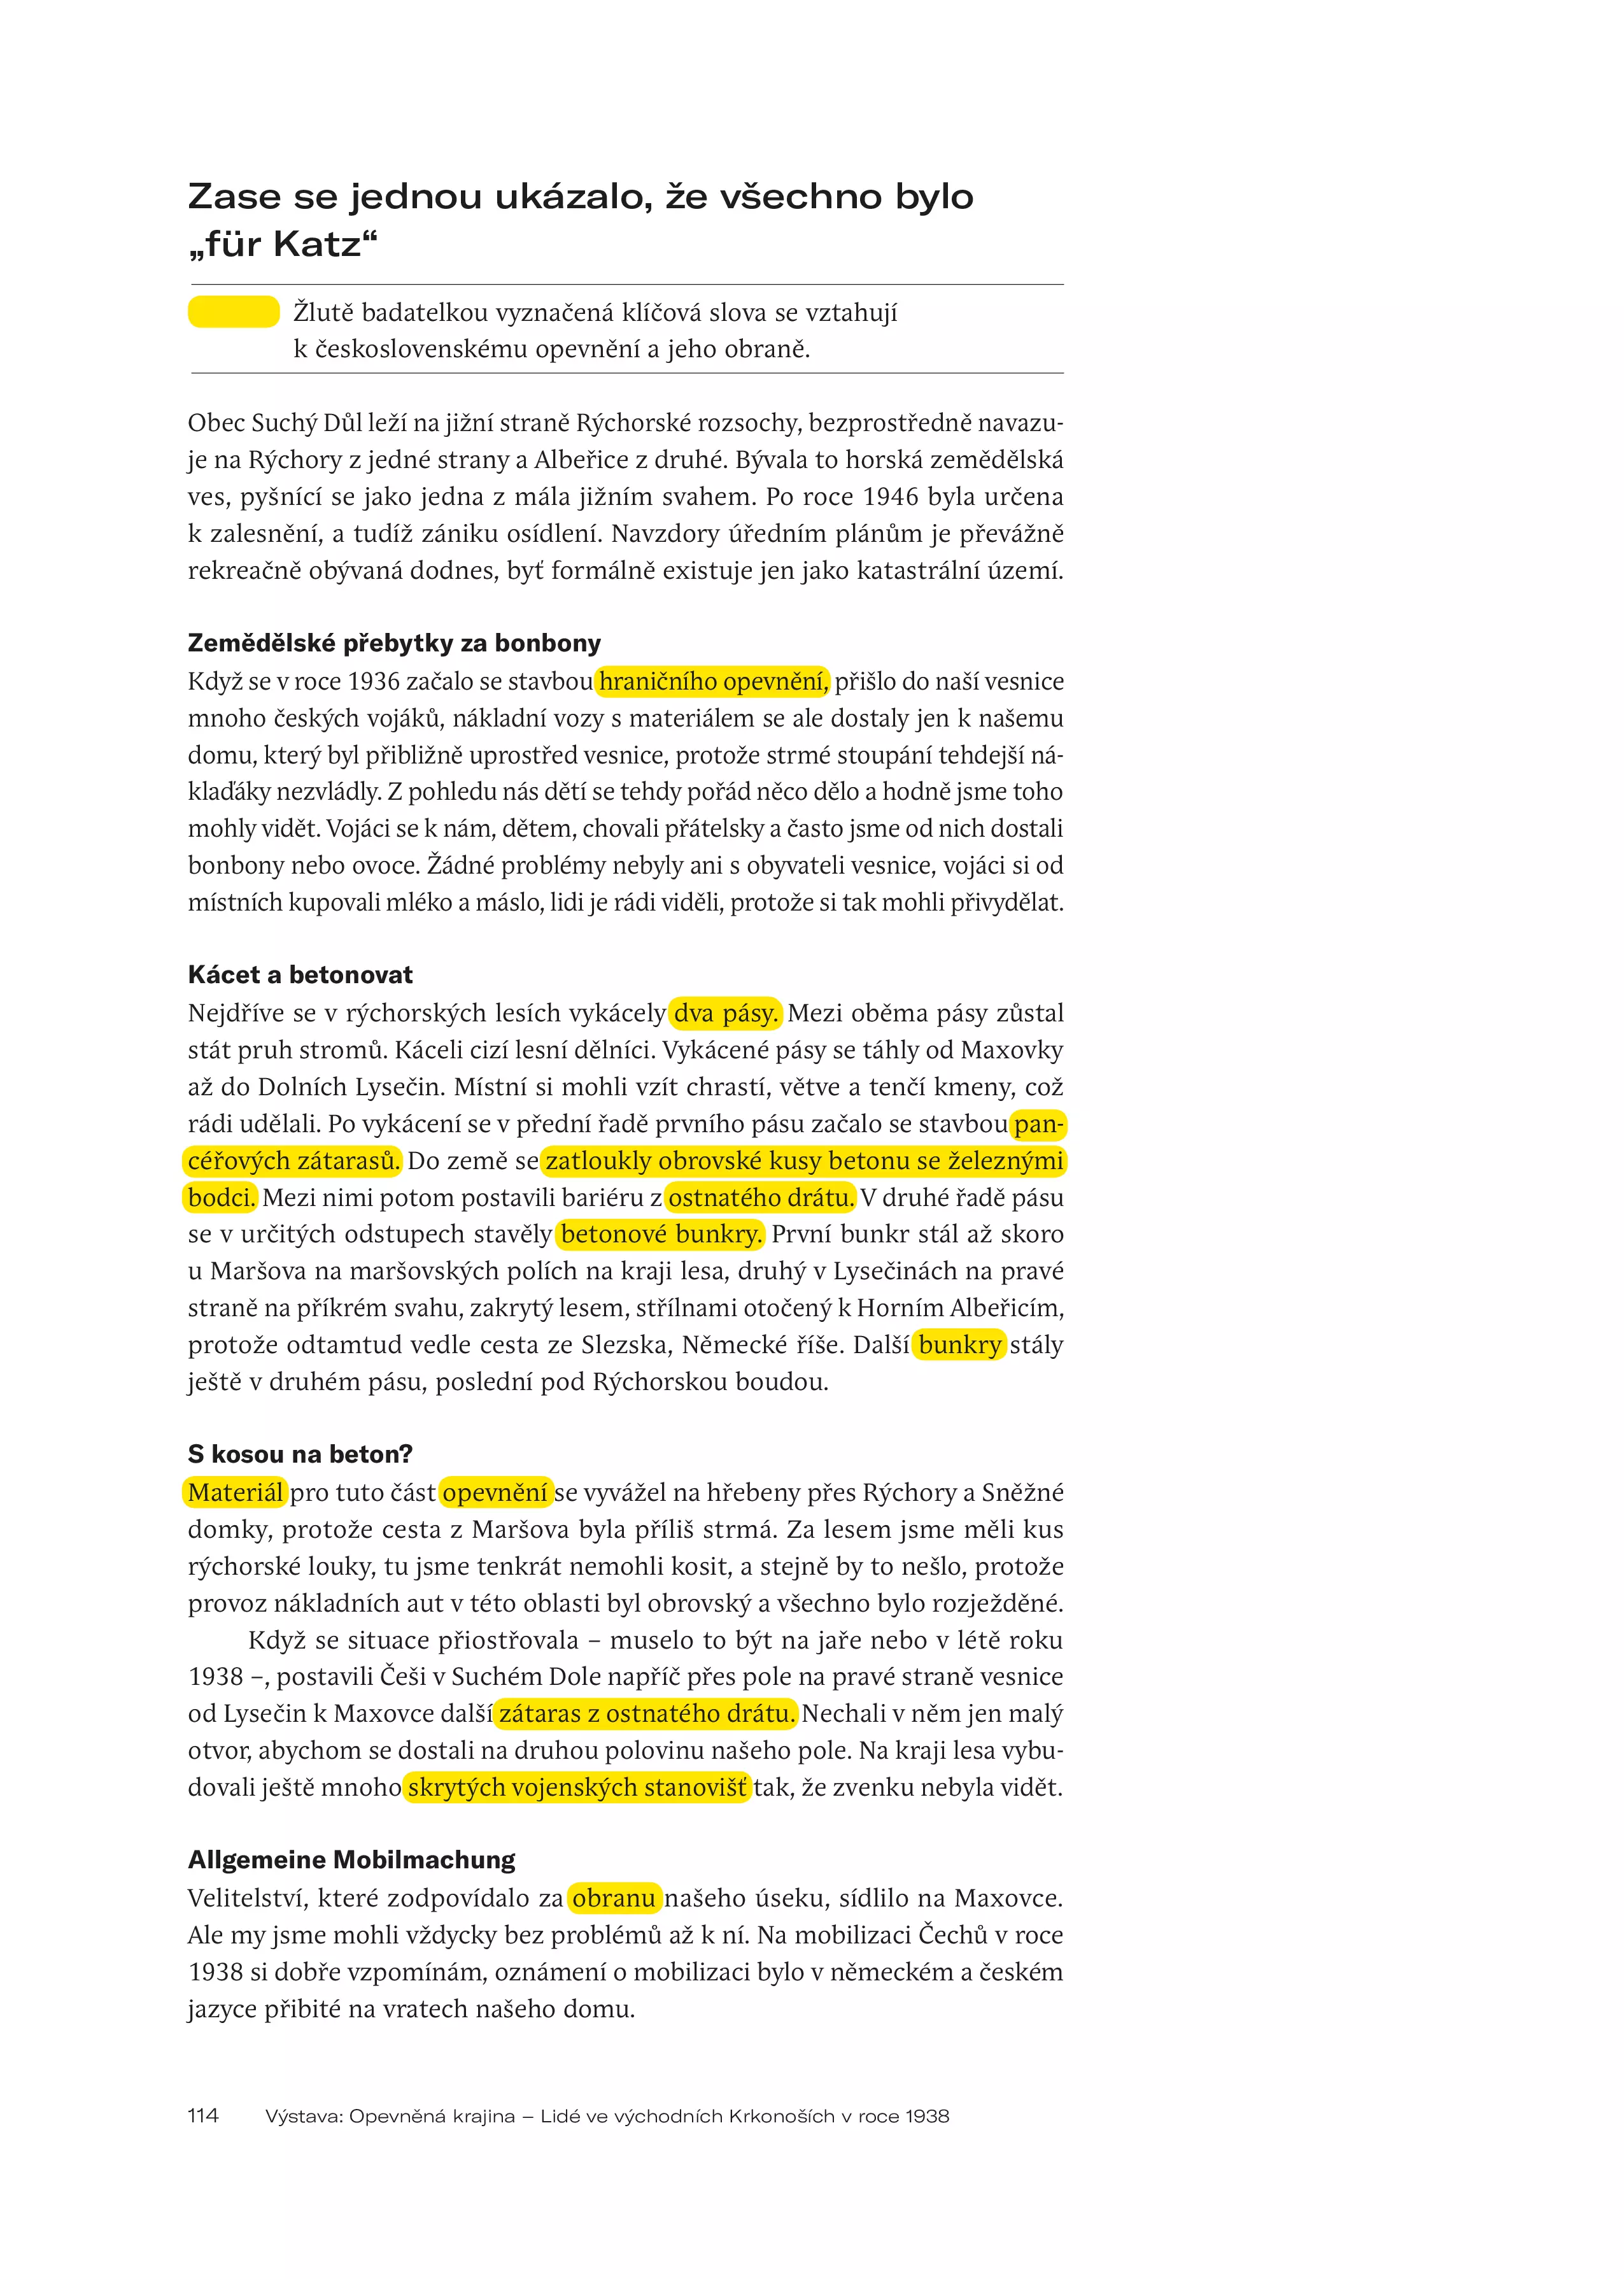 Zase se jednou ukázalo, že všechno bylo
„für Katz“
Žlutě badatelkou vyznačená klíčová slova se vztahují
k československému opevnění a jeho obraně.
Obec Suchý Důl leží na jižní straně Rýchorské rozsochy, bezprostředně navazu-
je na Rýchory z jedné strany a Albeřice z druhé. Bývala to horská zemědělská
ves, pyšnící se jako jedna z mála jižním svahem. Po roce 1946 byla určena
k zalesnění, a tudíž zániku osídlení. Navzdory úředním plánům je převážně
rekreačně obývaná dodnes, byť formálně existuje jen jako katastrální území.
Zemědělské přebytky za bonbony
Když se v roce 1936 začalo se stavbou hraničního opevnění, přišlo do naší vesnice
mnoho českých vojáků, nákladní vozy s materiálem se ale dostaly jen k našemu
domu, který byl přibližně uprostřed vesnice, protože strmé stoupání tehdejší ná-
klaďáky nezvládly. Z pohledu nás dětí se tehdy pořád něco dělo a hodně jsme toho
mohly vidět. Vojáci se k nám, dětem, chovali přátelsky a často jsme od nich dostali
bonbony nebo ovoce. Žádné problémy nebyly ani s obyvateli vesnice, vojáci si od
místních kupovali mléko a máslo, lidi je rádi viděli, protože si tak mohli přivydělat.
Kácet a betonovat
Nejdříve se v rýchorských lesích vykácely dva pásy. Mezi oběma pásy zůstal
stát pruh stromů. Káceli cizí lesní dělníci. Vykácené pásy se táhly od Maxovky
až do Dolních Lysečin. Místní si mohli vzít chrastí, větve a tenčí kmeny, což
rádi udělali. Po vykácení se v přední řadě prvního pásu začalo se stavbou pan-
céřových zátarasů. Do země se zatloukly obrovské kusy betonu se železnými
bodci. Mezi nimi potom postavili bariéru z ostnatého drátu. V druhé řadě pásu
se v určitých odstupech stavěly betonové bunkry. První bunkr stál až skoro
u Maršova na maršovských polích na kraji lesa, druhý v Lysečinách na pravé
straně na příkrém svahu, zakrytý lesem, střílnami otočený k Horním Albeřicím,
protože odtamtud vedle cesta ze Slezska, Německé říše. Další bunkry stály
ještě v druhém pásu, poslední pod Rýchorskou boudou.
S kosou na beton?
Materiál pro tuto část opevnění se vyvážel na hřebeny přes Rýchory a Sněžné
domky, protože cesta z Maršova byla příliš strmá. Za lesem jsme měli kus
rýchorské louky, tu jsme tenkrát nemohli kosit, a stejně by to nešlo, protože
provoz nákladních aut v této oblasti byl obrovský a všechno bylo rozježděné.
Když se situace přiostřovala – muselo to být na jaře nebo v létě roku
1938 –, postavili Češi v Suchém Dole napříč přes pole na pravé straně vesnice
od Lysečin k Maxovce další zátaras z ostnatého drátu. Nechali v něm jen malý
otvor, abychom se dostali na druhou polovinu našeho pole. Na kraji lesa vybu-
dovali ještě mnoho skrytých vojenských stanovišť tak, že zvenku nebyla vidět.
Allgemeine Mobilmachung
Velitelství, které zodpovídalo za obranu našeho úseku, sídlilo na Maxovce.
Ale my jsme mohli vždycky bez problémů až k ní. Na mobilizaci Čechů v roce
1938 si dobře vzpomínám, oznámení o mobilizaci bylo v německém a českém
jazyce přibité na vratech našeho domu.
114 Výstava: Opevněná krajina – Lidé ve východních Krkonoších v roce 1938